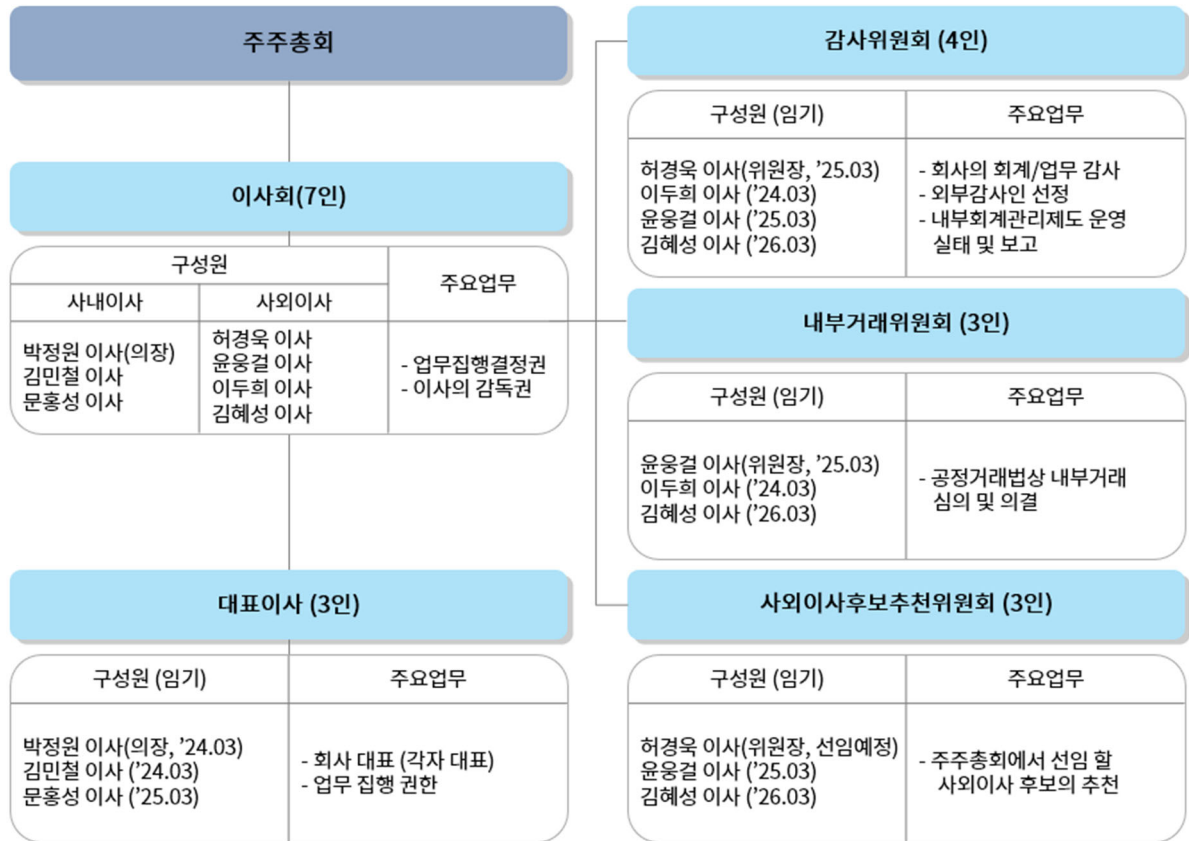 주주총회
이사회(7인)
구성원
주요업무
사내이사
사외이사
박정원 이사(의장)
김민철 이사
문홍성 이사
허경욱 이사
윤웅걸 이사
이두희 이사
김혜성 이사
- 업무집행결정권
- 이사의 감독권
대표이사 (3인)
구성원 (임기)
주요업무
박정원 이사(의장, ’24.03)
김민철 이사 (’24.03)
문홍성 이사 (’25.03)
- 회사 대표 (각자 대표)
- 업무 집행 권한
감사위원회 (4인)
구성원 (임기)
주요업무
허경욱 이사(위원장, ’25.03)
이두희 이사 (’24.03)
윤웅걸 이사 (’25.03)
김혜성 이사 (’26.03)
- 회사의 회계/업무 감사
- 외부감사인 선정
- 내부회계관리제도 운영
실태 및 보고
내부거래위원회 (3인)
구성원 (임기)
주요업무
윤웅걸 이사(위원장, ’25.03)
이두희 이사 (’24.03)
김혜성 이사 (’26.03)
- 공정거래법상 내부거래
심의 및 의결
사외이사후보추천위원회 (3인)
구성원 (임기)
주요업무
허경욱 이사(위원장, 선임예정)
윤웅걸 이사 (’25.03)
김혜성 이사 (’26.03)
- 주주총회에서 선임 할
사외이사 후보의 추천